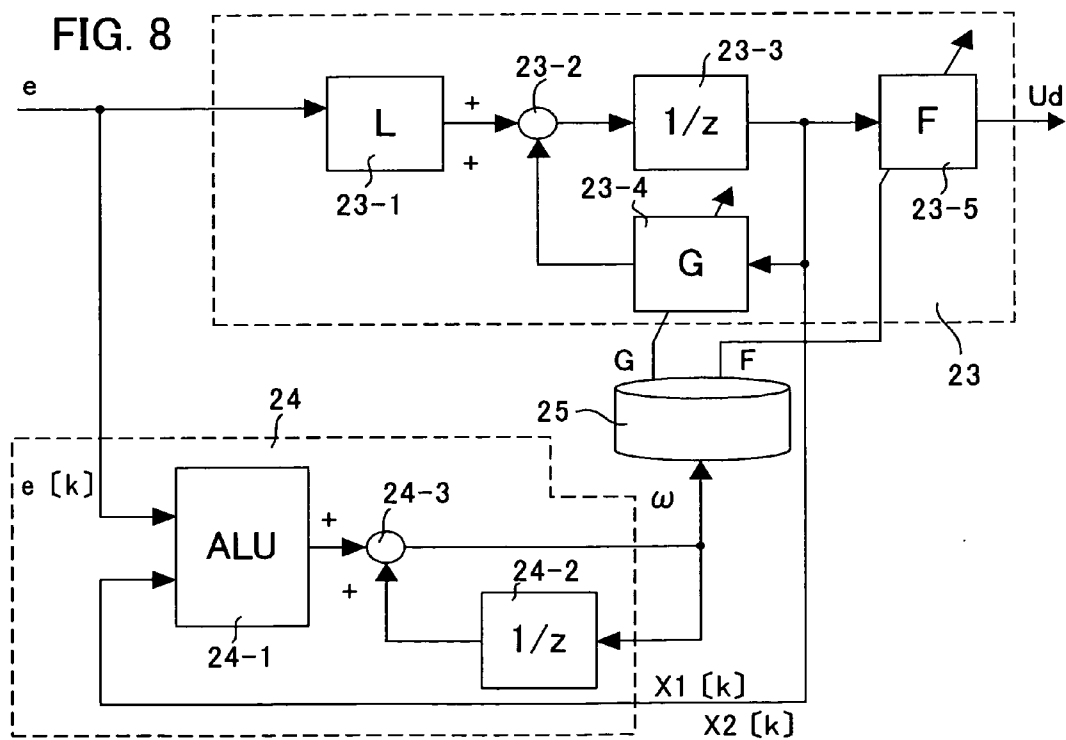 FIG. 8
e
L
23-1
+
+
23-2
23-3
1/z
23-4
G
F
23-5
Ud
23
G
F
25
ω
24
e〔k〕
ALU
24-1
+
24-3
+
24-2
1/z
X1〔k〕
X2〔k〕